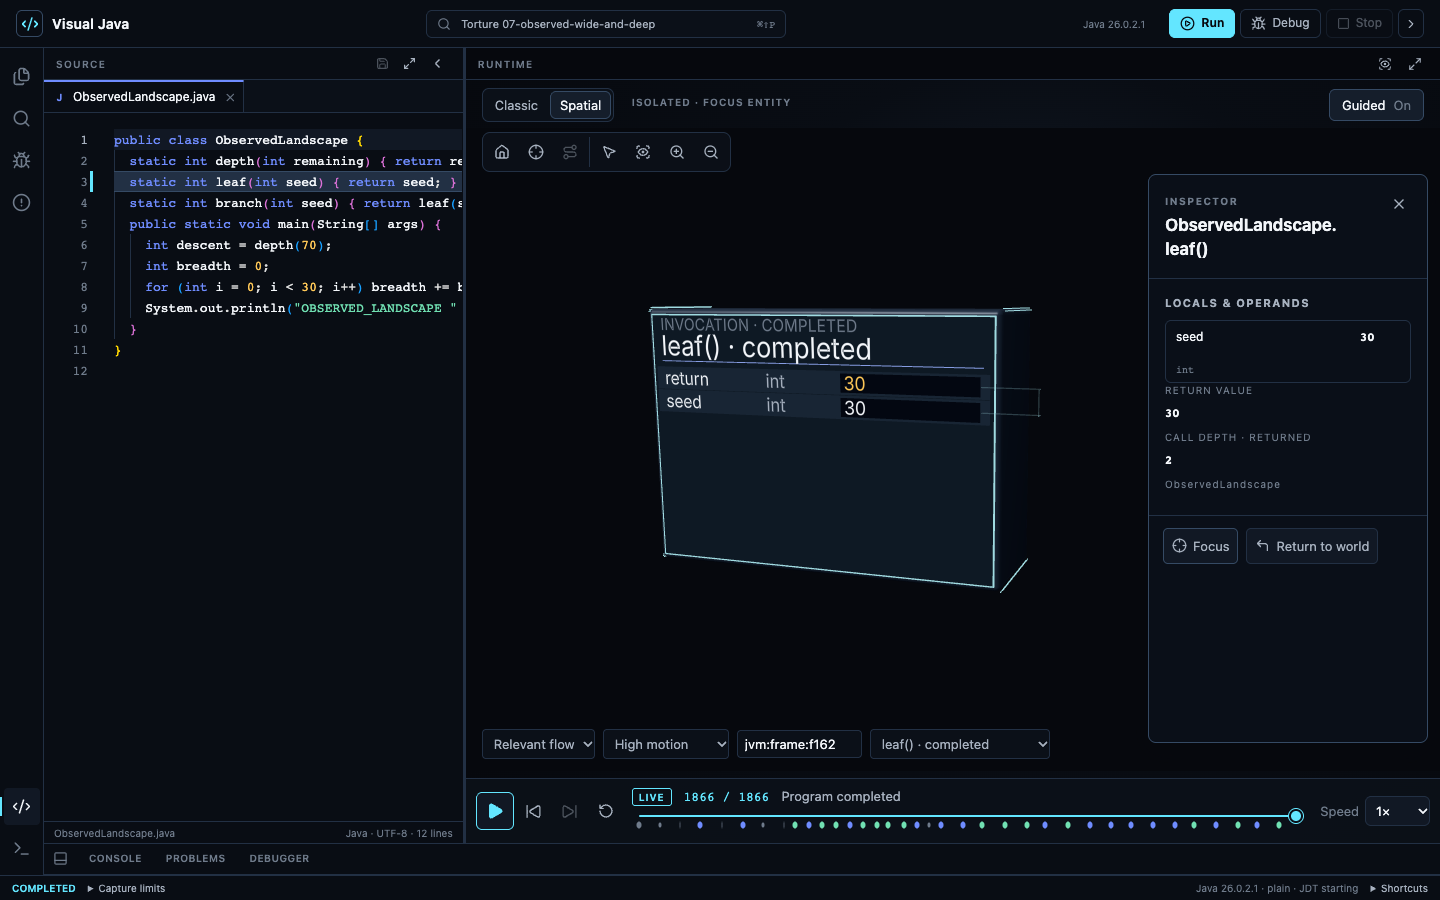 Visual Java
Torture 07-observed-wide-and-deep
⌘⇧P
Java 26.0.2.1
Run
Debug
Stop
SOURCE
RUNTIME
J ObservedLandscape.java
Classic
Spatial
ISOLATED · FOCUS ENTITY
Guided On
1 public class ObservedLandscape {
2 static int depth(int remaining) { return re
3 static int leaf(int seed) { return seed; }
4 static int branch(int seed) { return leaf(s
5 public static void main(String[] args) {
6 int descent = depth(70);
7 int breadth = 0;
8 for (int i = 0; i < 30; i++) breadth += b
9 System.out.println("OBSERVED_LANDSCAPE "
10 }
11 }
12
INVOCATION · COMPLETED
leaf() · completed
return int 30
seed int 30
INSPECTOR
ObservedLandscape.
leaf()
LOCALS & OPERANDS
seed 30
int
RETURN VALUE
30
CALL DEPTH · RETURNED
2
ObservedLandscape
Focus
Return to world
Relevant flow
High motion
jvm:frame:f162
leaf() · completed
LIVE 1866 / 1866 Program completed
Speed 1×
ObservedLandscape.java
Java · UTF-8 · 12 lines
CONSOLE
PROBLEMS
DEBUGGER
COMPLETED
Capture limits
Java 26.0.2.1 · plain · JDT starting
Shortcuts